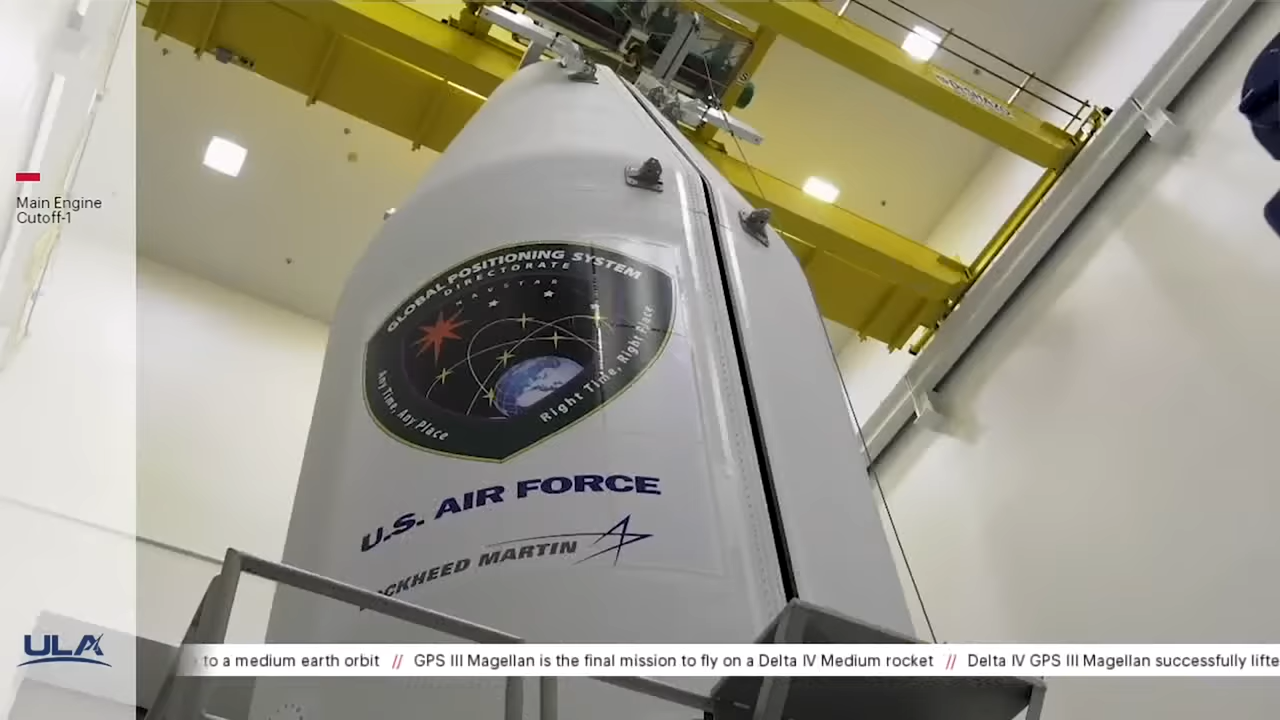 Main Engine
Cutoff-1
GLOBAL POSITIONING SYSTEM
DIRECTORATE
NAVSTAR
Any Time, Any Place
Right Time, Right Place
U.S. AIR FORCE
LOCKHEED MARTIN
ULA
to a medium earth orbit // GPS III Magellan is the final mission to fly on a Delta IV Medium rocket // Delta IV GPS III Magellan successfully lifte